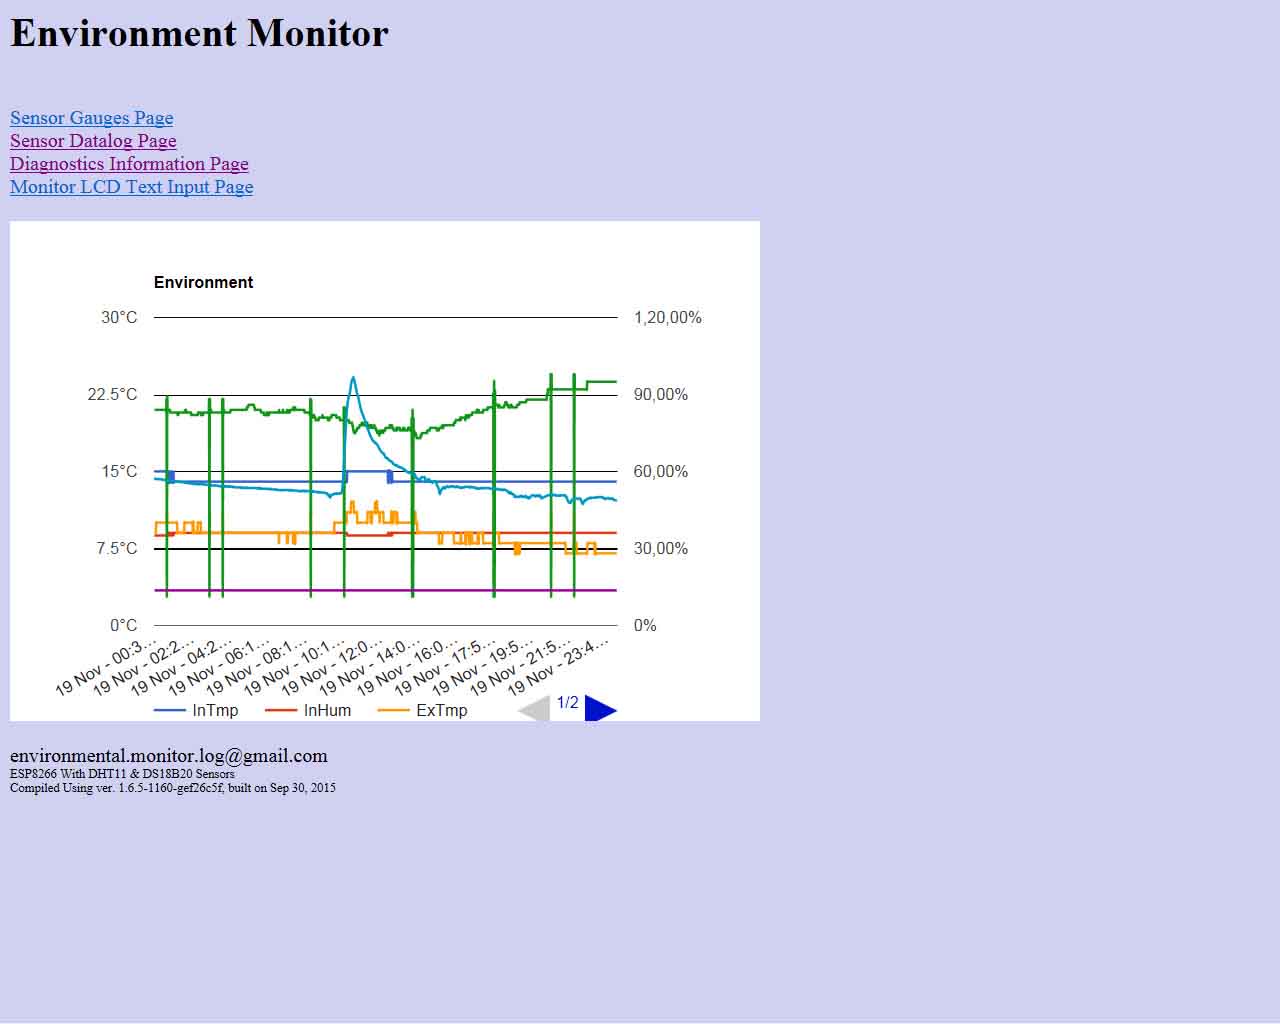 Environment Monitor
Sensor Gauges Page
Sensor Datalog Page
Diagnostics Information Page
Monitor LCD Text Input Page
Environment
30°C
1,20,00%
22.5°C
90,00%
15°C
60,00%
7.5°C
30,00%
0°C
0%
19 Nov - 00:3…
19 Nov - 02:2…
19 Nov - 04:2…
19 Nov - 06:1…
19 Nov - 08:1…
19 Nov - 10:1…
19 Nov - 12:0…
19 Nov - 14:0…
19 Nov - 16:0…
19 Nov - 17:5…
19 Nov - 19:5…
19 Nov - 21:5…
19 Nov - 23:4…
InTmp InHum ExTmp 1/2
environmental.monitor.log@gmail.com
ESP8266 With DHT11 & DS18B20 Sensors
Compiled Using ver. 1.6.5-1160-gef26c5f, built on Sep 30, 2015